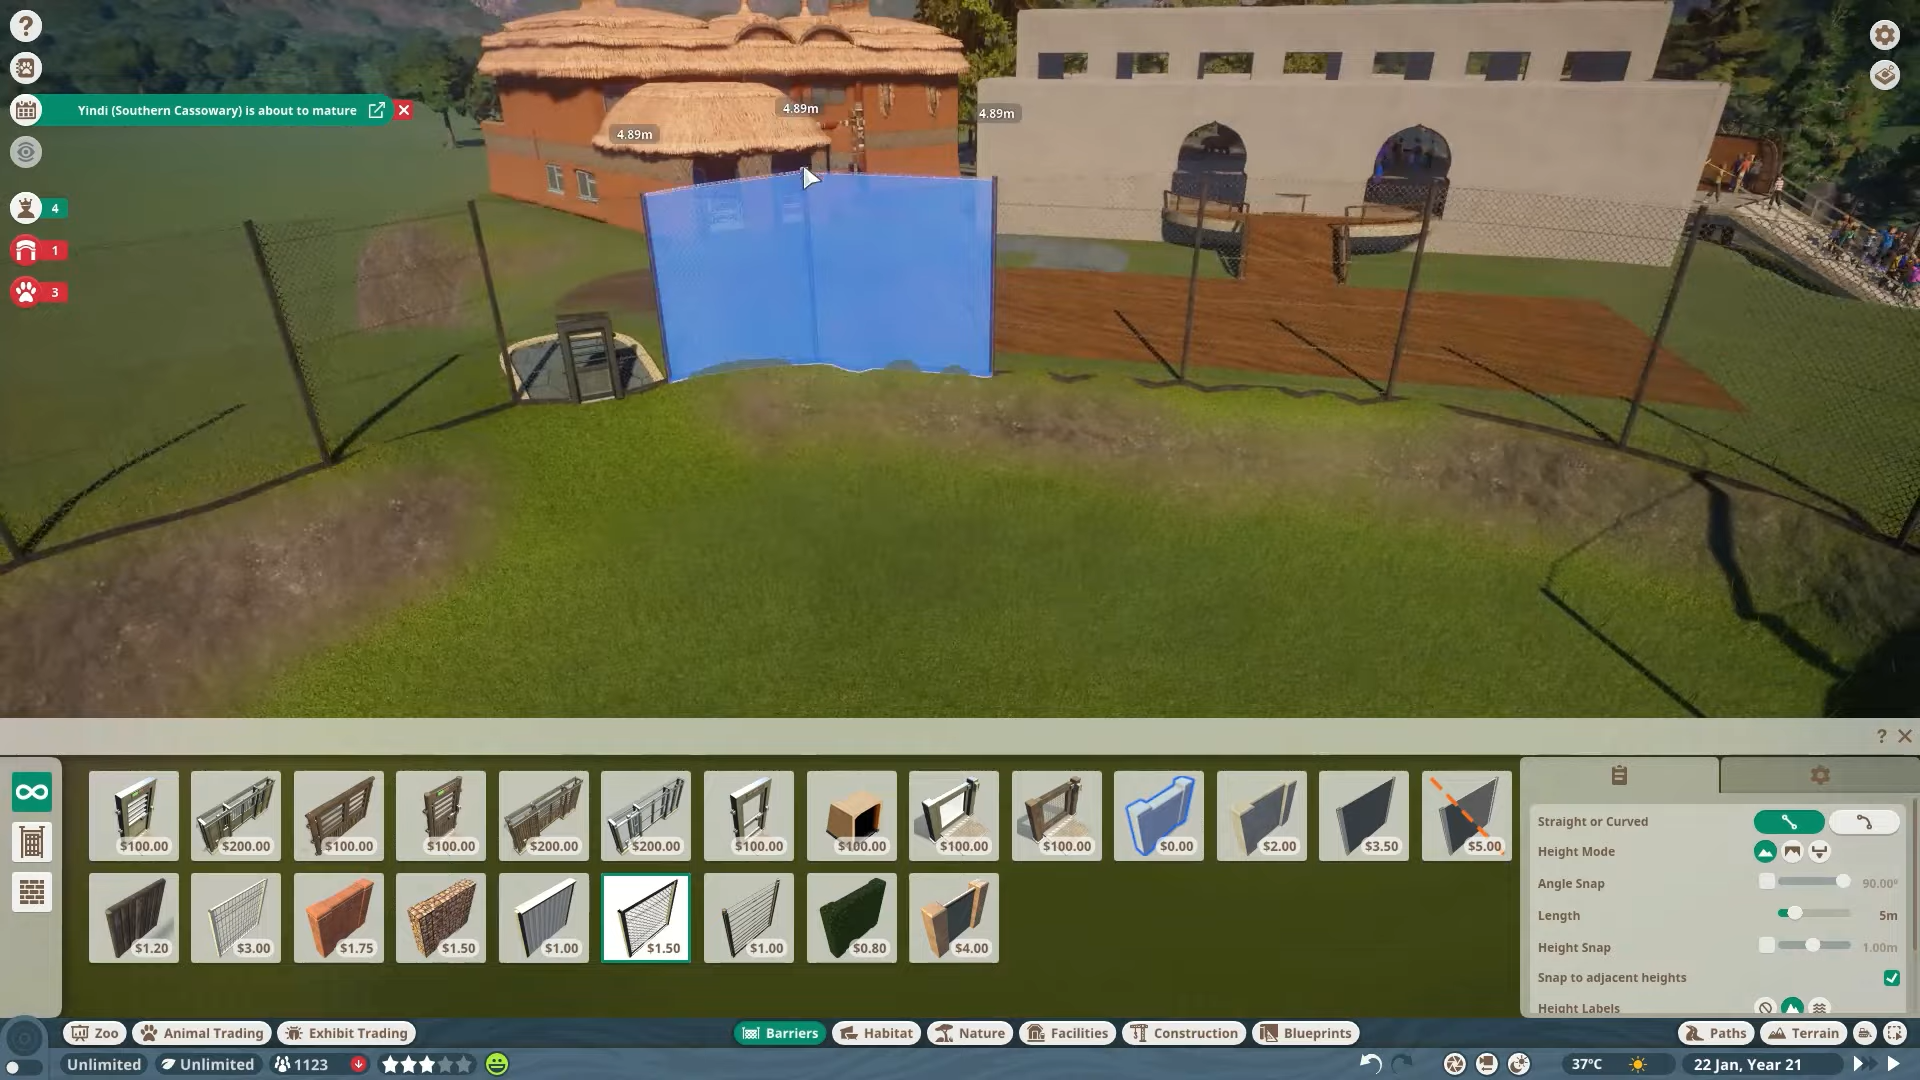 ?
Yindi (Southern Cassowary) is about to mature
4
1
3
4.89m
4.89m
4.89m
?
$100.00
$200.00
$100.00
$100.00
$200.00
$200.00
$100.00
$100.00
$100.00
$100.00
$0.00
$2.00
$3.50
$5.00
$1.20
$3.00
$1.75
$1.50
$1.00
$1.50
$1.00
$0.80
$4.00
Straight or Curved
Height Mode
Angle Snap 90.00°
Length 5m
Height Snap 1.00m
Snap to adjacent heights
Height Labels
Zoo Animal Trading Exhibit Trading Barriers Habitat Nature Facilities Construction Blueprints Paths Terrain
Unlimited Unlimited 1123 37°C 22 Jan, Year 21